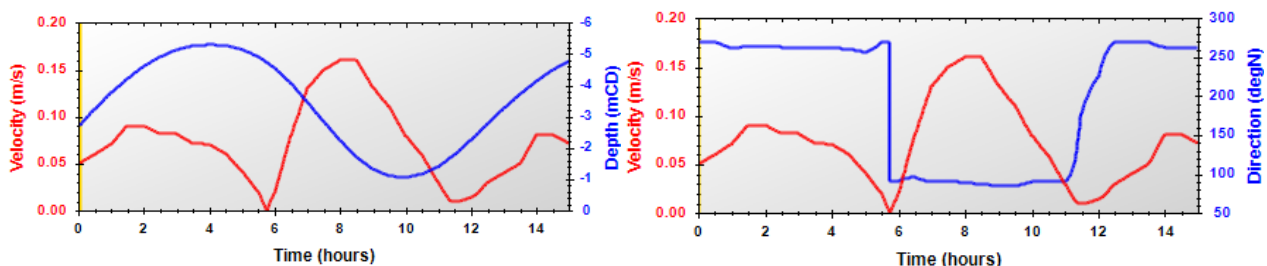 0.20
0.15
0.10
0.05
0.00
Velocity (m/s)
-6
-5
-4
-3
-2
-1
0
Depth (mCD)
0 2 4 6 8 10 12 14
Time (hours)
0.20
0.15
0.10
0.05
0.00
Velocity (m/s)
300
250
200
150
100
50
Direction (degN)
0 2 4 6 8 10 12 14
Time (hours)